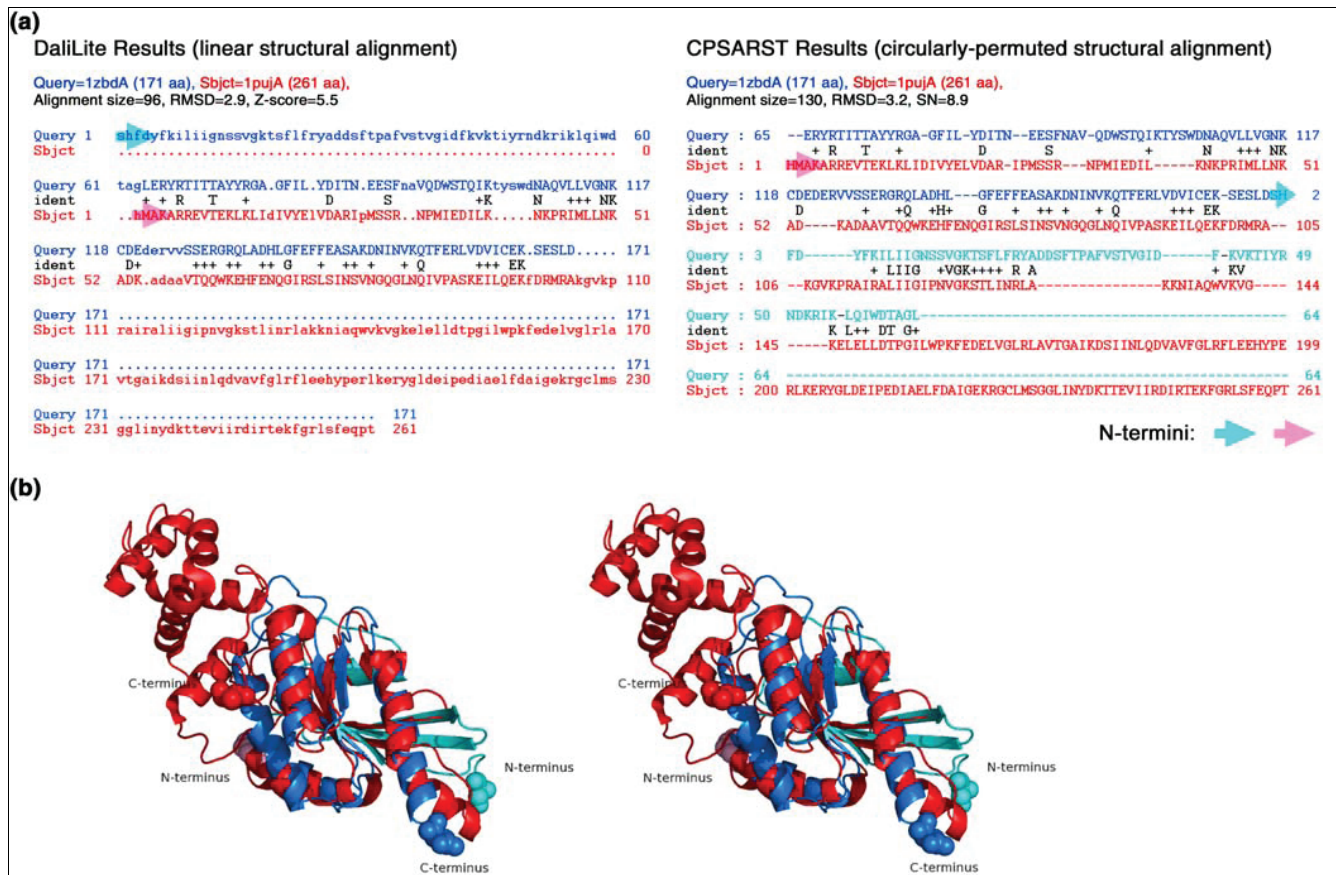 (a)
DaliLite Results (linear structural alignment)
Query=1zbdA (171 aa), Sbjct=1pujA (261 aa),
Alignment size=96, RMSD=2.9, Z-score=5.5
Query 1 shfdyfkiliignssvgktsflfryaddsftpafvstvgidfkvktiyrndkriklqiwd 60
Sbjct ............................................................ 0
Query 61 tagLERYRTITTAYYRGA.GFIL.YDITN.EESFnaVQDWSTQIKtyswdNAQVLLVGNK 117
ident + + R T + D S +K N +++ NK
Sbjct 1 ..hMAKARREVTEKLKLIdIVYElVDARIpMSSR..NPMIEDILK.....NKPRIMLLNK 51
Query 118 CDEdervvSSERGRQLADHLGFEFFEASAKDNINVKQTFERLVDVICEK.SESLD..... 171
ident D+ +++ ++ G + ++ + + Q +++ EK
Sbjct 52 ADK.adaaVTQQWKEHFENQGIRSLSINSVNGQGLNQIVPASKEILQEKfDRMRAkgvkp 110
Query 171 ............................................................ 171
Sbjct 111 rairaliigipnvgkstlinrlakkniaqwvkvgkelelldtpgilwpkfedelvglrla 170
Query 171 ............................................................ 171
Sbjct 171 vtgaikdsiinlqdvavfglrfleehyperlkerygldeipediaelfdaigekrgclms 230
Query 171 ............................... 171
Sbjct 231 gglinydkttevii​rdirtekfgrlsfeqpt 261
CPSARST Results (circularly-permuted structural alignment)
Query=1zbdA (171 aa), Sbjct=1pujA (261 aa),
Alignment size=130, RMSD=3.2, SN=8.9
Query : 65 --ERYRTITTAYYRGA-GFIL-YDITN--EESFNAV-QDWSTQIKTYSWDNAQVLLVGNK 117
ident + R T + D S + N +++ NK
Sbjct : 1 HMAKARREVTEKLKLIDIVYELVDAR-IPMSSR---NPMIEDIL----KNKPRIMLLNK 51
Query : 118 CDEDERVVSSERGRQLADHL---GFEFFEASAKDNINVKQTFERLVDVICEK-SESLDSH 2
ident D + +Q +H+ G + ++ + + +Q +++ EK
Sbjct : 52 AD----KADAAVTQQWKEHFENQGIRSLSINSVNGQGLNQIVPASKEILQEKFDRMRA-- 105
Query : 3 FD-----YFKILIIGNSSVGKTSFLFRYADDSFTPAFVSTVGID-----F-KVKTIYR 49
ident + LIIG +VGK++++ R A + KV
Sbjct : 106 --KGVKPRAIRALIIGIPNVGKSTLINRLA---------------KKNIAQWVKVG--- 144
Query : 50 NDKRIK-LQIWDTAGL---------------------------------------- 64
ident K L++ DT G+
Sbjct : 145 -----KELELLDTPGILWPKFEDELVGLRLAVTGAIKDSIINLQDVAVFGLRFLEEHYPE 199
Query : 64 -------------------------------------------------------------- 64
Sbjct : 200 RLKERYGLDEIPEDIAELFDAIGEKRGCLMSGGLINYDKTTEVIIRDIRTEKFGRLSFEQPT 261
N-termini:
(b)
C-terminus
N-terminus
N-terminus
C-terminus
C-terminus
N-terminus
N-terminus
C-terminus